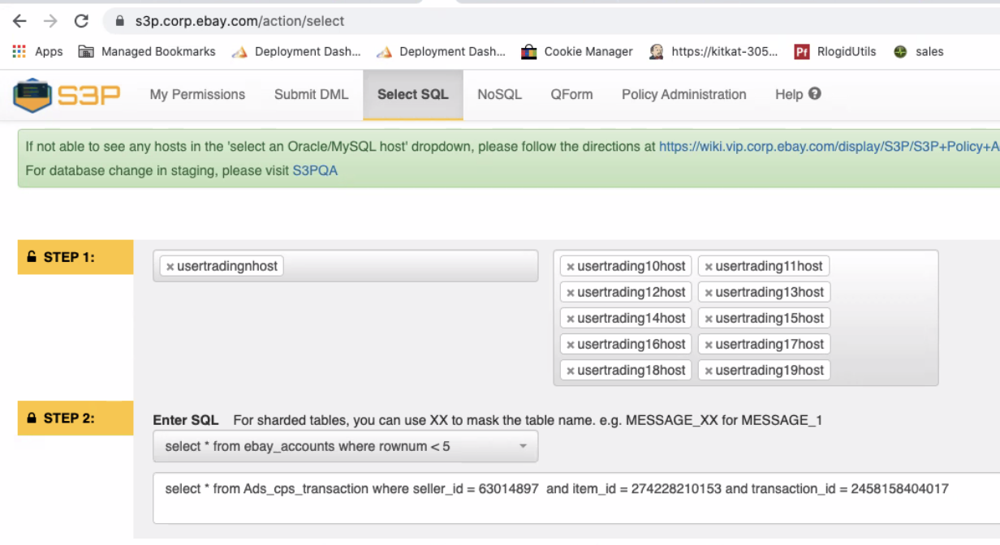 s3p.corp.ebay.com/action/select
Apps Managed Bookmarks Deployment Dash... Deployment Dash... Cookie Manager https://kitkat-305... Pf RlogidUtils sales
S3P My Permissions Submit DML Select SQL NoSQL QForm Policy Administration Help ?
If not able to see any hosts in the 'select an Oracle/MySQL host' dropdown, please follow the directions at https://wiki.vip.corp.ebay.com/display/S3P/S3P+Policy+A
For database change in staging, please visit S3PQA
STEP 1:
× usertradingnhost
× usertrading10host × usertrading11host
× usertrading12host × usertrading13host
× usertrading14host × usertrading15host
× usertrading16host × usertrading17host
× usertrading18host × usertrading19host
STEP 2:
Enter SQL For sharded tables, you can use XX to mask the table name. e.g. MESSAGE_XX for MESSAGE_1
select * from ebay_accounts where rownum < 5
select * from Ads_cps_transaction where seller_id = 63014897 and item_id = 274228210153 and transaction_id = 2458158404017